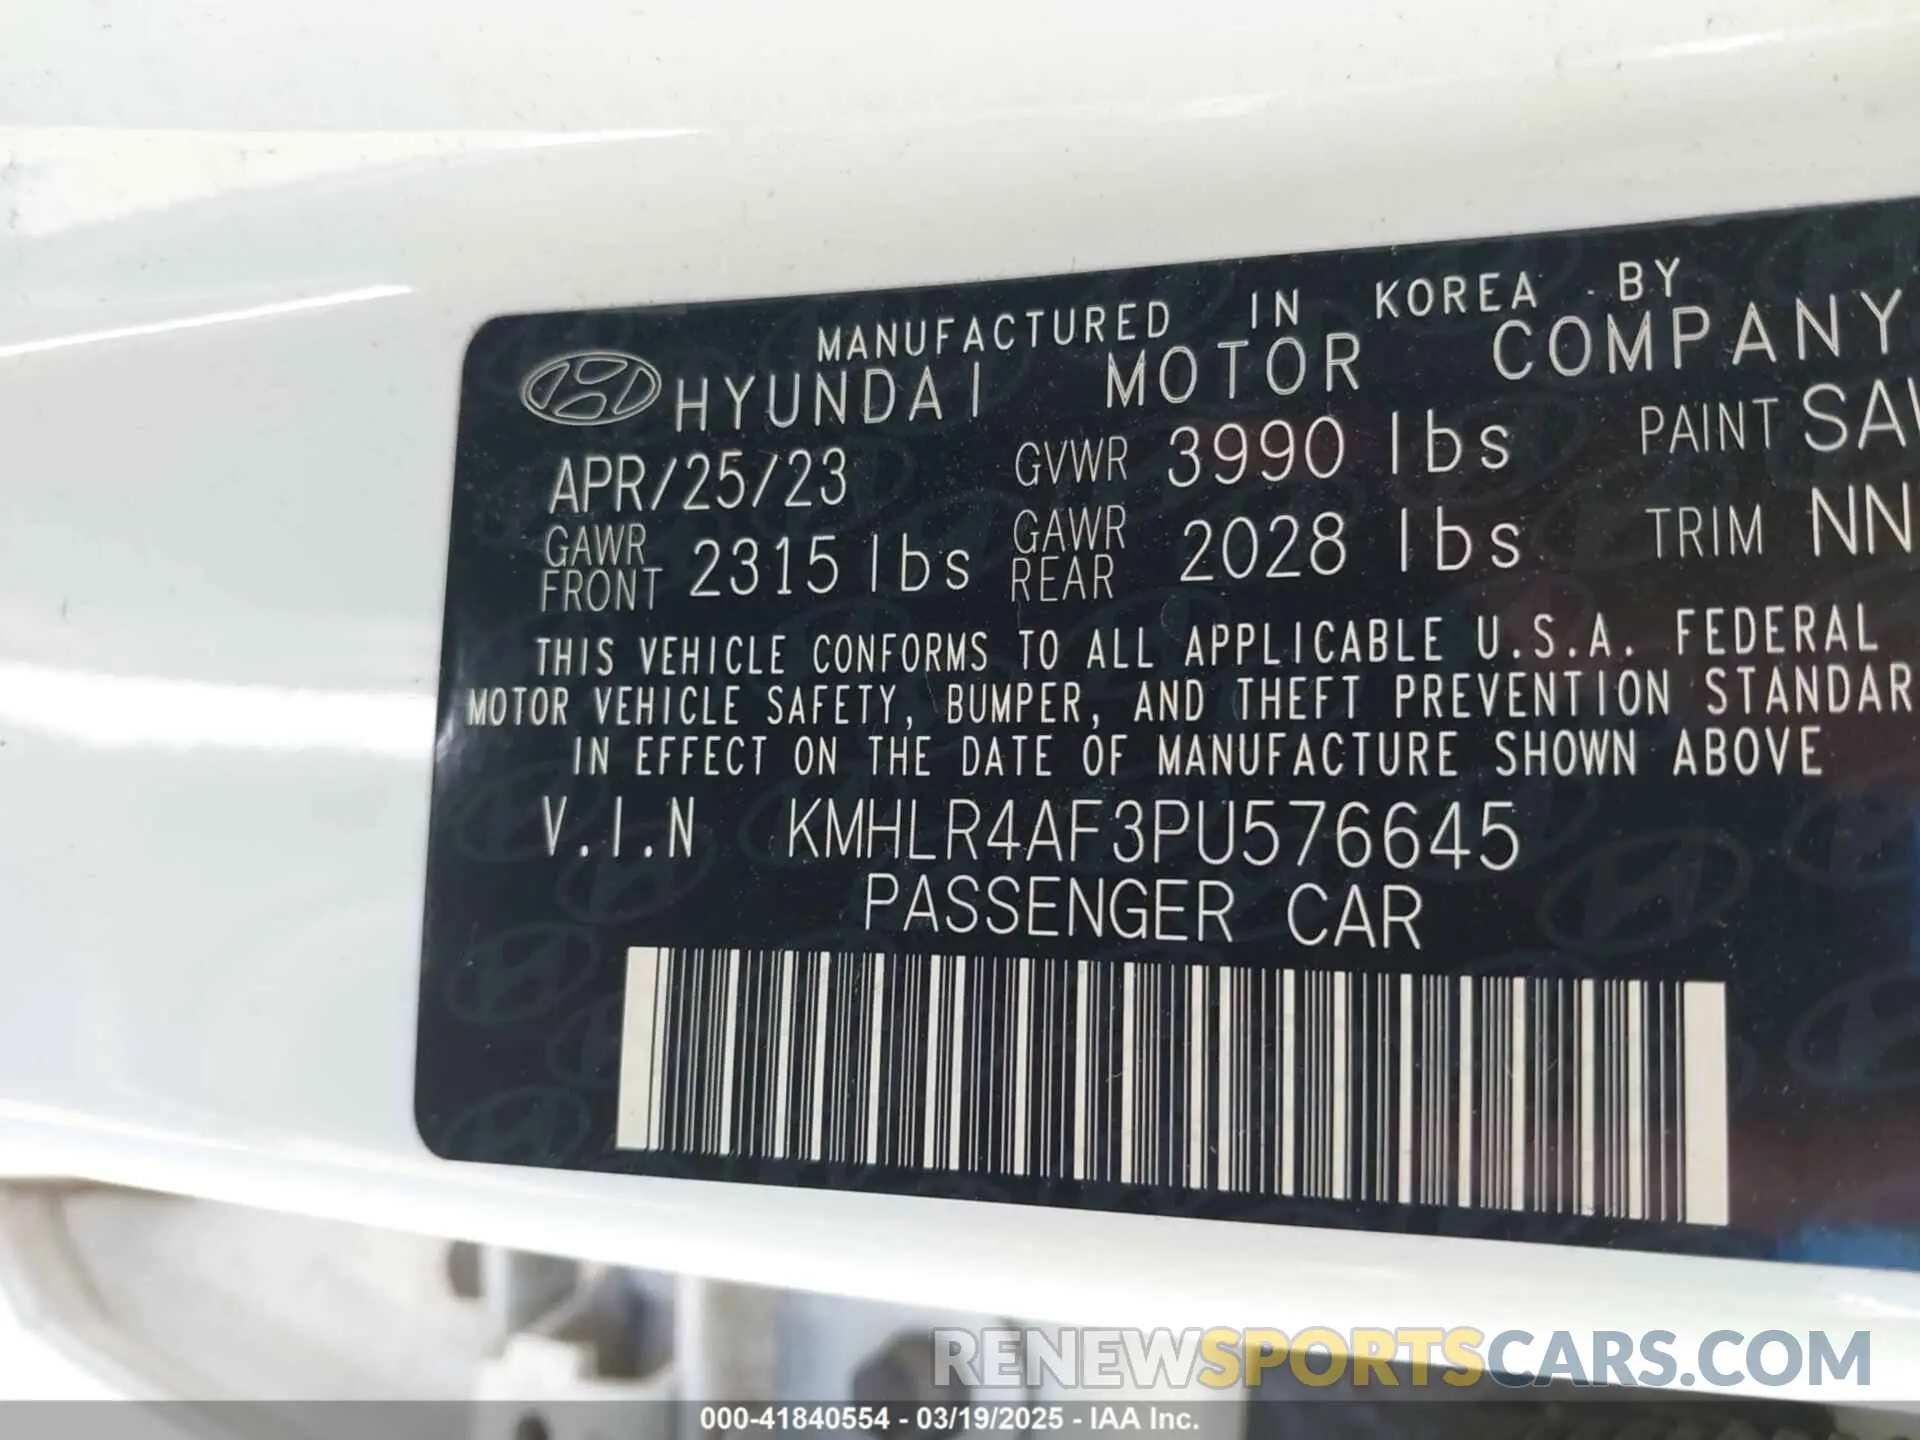 MANUFACTURED IN KOREA BY
HYUNDAI MOTOR COMPANY
APR/25/23 GVWR 3990 lbs PAINT
GAWR FRONT 2315 lbs GAWR REAR 2028 lbs TRIM NN
THIS VEHICLE CONFORMS TO ALL APPLICABLE U.S.A. FEDERAL
MOTOR VEHICLE SAFETY, BUMPER, AND THEFT PREVENTION STANDAR
IN EFFECT ON THE DATE OF MANUFACTURE SHOWN ABOVE
V.I.N KMHLR4AF3PU576645
PASSENGER CAR
RENEWSPORTSCARS.COM
000-41840554 - 03/19/2025 - IAA Inc.